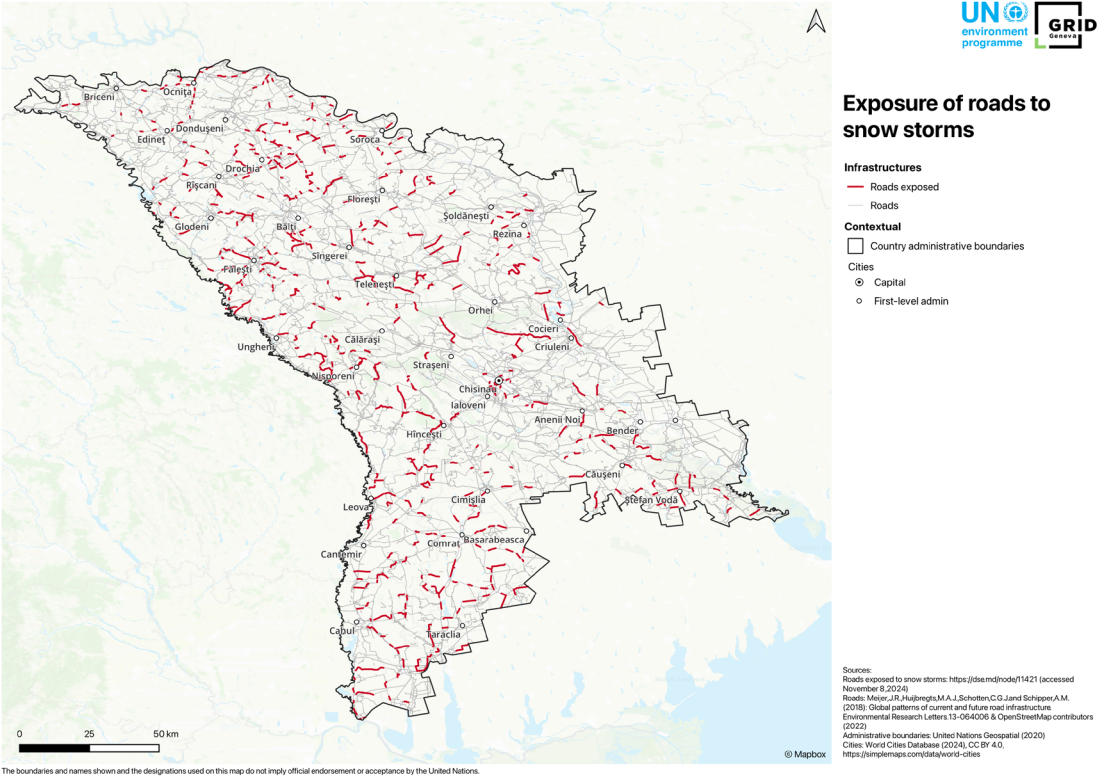 UN
environment
programme
GRID
Geneva
Exposure of roads to
snow storms
Infrastructures
Roads exposed
Roads
Contextual
Country administrative boundaries
Cities
Capital
First-level admin
Briceni
Ocnița
Edineț
Dondușeni
Soroca
Drochia
Rîșcani
Florești
Glodeni
Bălți
Șoldănești
Rezina
Sîngerei
Fălești
Telenești
Orhei
Cocieri
Criuleni
Ungheni
Călărași
Strașeni
Nisporeni
Chisinau
Ialoveni
Anenii Noi
Bender
Hîncești
Căușeni
Ștefan Vodă
Leova
Cimișlia
Comrat
Basarabeasca
Cantemir
Cahul
Taraclia
0 25 50 km
© Mapbox
Sources:
Roads exposed to snow storms: https://dse.md/node/11421 (accessed
November 8,2024)
Roads: Meijer,J.R.,Huijbregts,M.A.J.,Schotten,C.G.J.and Schipper,A.M.
(2018): Global patterns of current and future road infrastructure.
Environmental Research Letters.13-064006 & OpenStreetMap contributors
(2022)
Administrative boundaries: United Nations Geospatial (2020)
Cities: World Cities Database (2024), CC BY 4.0,
https://simplemaps.com/data/world-cities
The boundaries and names shown and the designations used on this map do not imply official endorsement or acceptance by the United Nations.